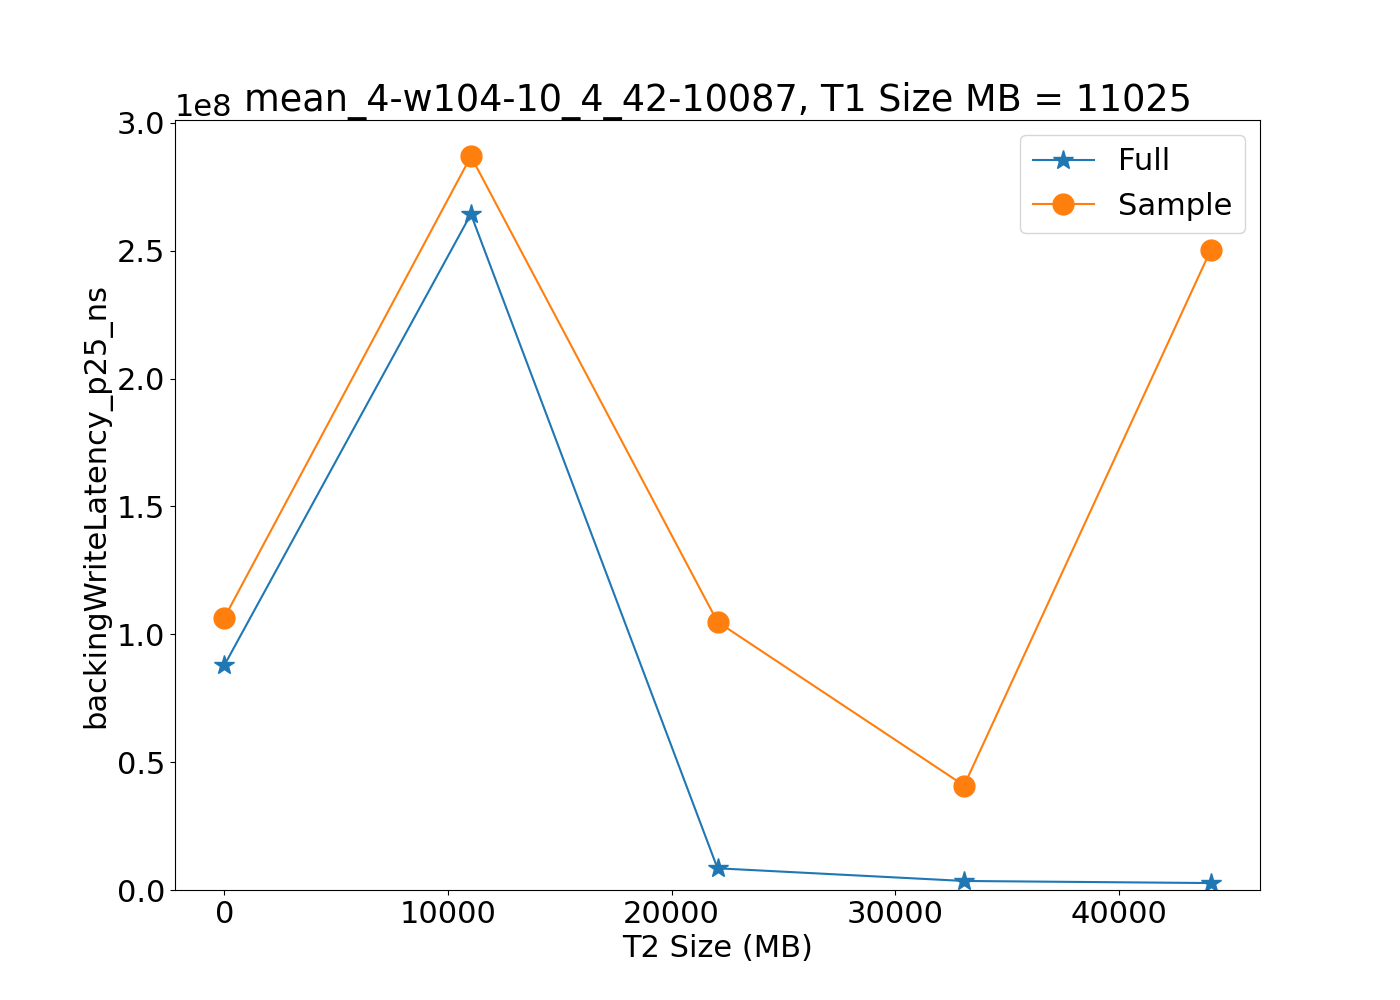 1e8
mean_4-w104-10_4_42-10087, T1 Size MB = 11025
3.0
2.5
2.0
1.5
1.0
0.5
0.0
backingWriteLatency_p25_ns
Full
Sample
0 10000 20000 30000 40000
T2 Size (MB)